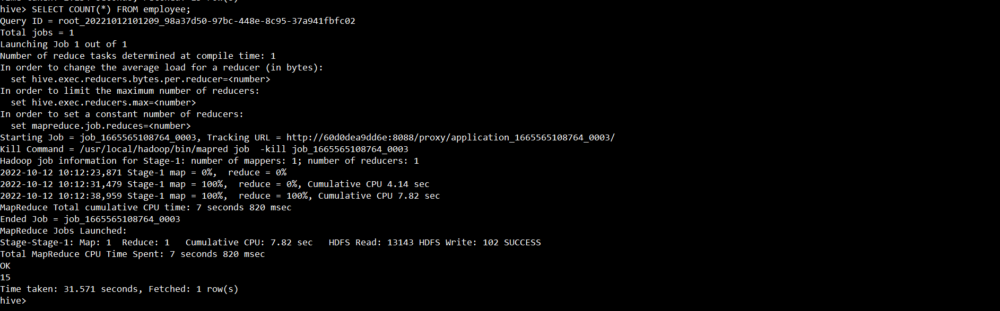 hive> SELECT COUNT(*) FROM employee;
Query ID = root_20221012101209_98a37d50-97bc-448e-8c95-37a941fbfc02
Total jobs = 1
Launching Job 1 out of 1
Number of reduce tasks determined at compile time: 1
In order to change the average load for a reducer (in bytes):
  set hive.exec.reducers.bytes.per.reducer=<number>
In order to limit the maximum number of reducers:
  set hive.exec.reducers.max=<number>
In order to set a constant number of reducers:
  set mapreduce.job.reduces=<number>
Starting Job = job_1665565108764_0003, Tracking URL = http://60d0dea9dd6e:8088/proxy/application_1665565108764_0003/
Kill Command = /usr/local/hadoop/bin/mapred job  -kill job_1665565108764_0003
Hadoop job information for Stage-1: number of mappers: 1; number of reducers: 1
2022-10-12 10:12:23,871 Stage-1 map = 0%,  reduce = 0%
2022-10-12 10:12:31,479 Stage-1 map = 100%,  reduce = 0%, Cumulative CPU 4.14 sec
2022-10-12 10:12:38,959 Stage-1 map = 100%,  reduce = 100%, Cumulative CPU 7.82 sec
MapReduce Total cumulative CPU time: 7 seconds 820 msec
Ended Job = job_1665565108764_0003
MapReduce Jobs Launched:
Stage-Stage-1: Map: 1  Reduce: 1   Cumulative CPU: 7.82 sec   HDFS Read: 13143 HDFS Write: 102 SUCCESS
Total MapReduce CPU Time Spent: 7 seconds 820 msec
OK
15
Time taken: 31.571 seconds, Fetched: 1 row(s)
hive>